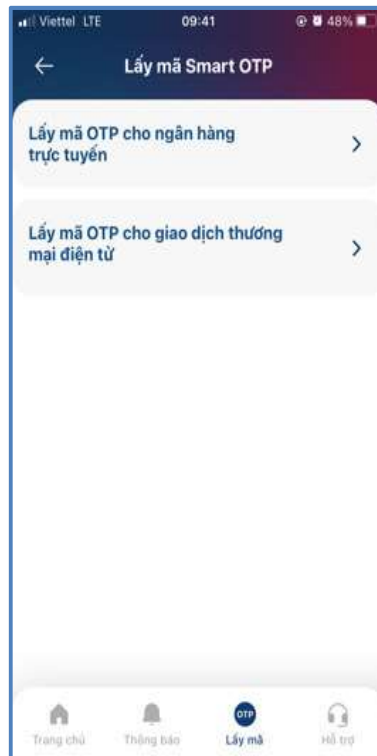 Viettel LTE 09:41 48%
Lấy mã Smart OTP
Lấy mã OTP cho ngân hàng
trực tuyến
Lấy mã OTP cho giao dịch thương
mại điện tử
OTP
Trang chủ Thông báo Lấy mã Hỗ trợ